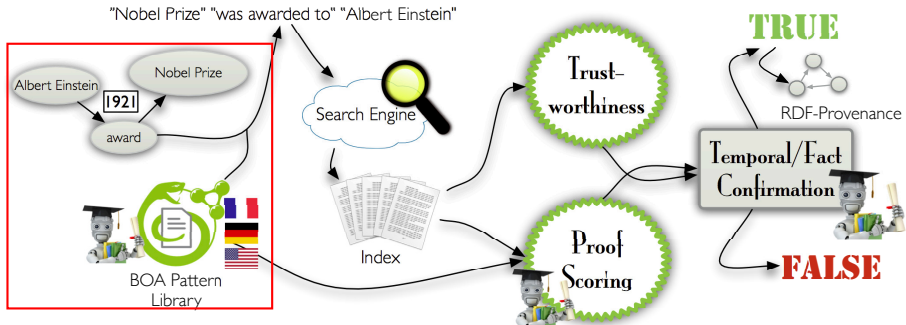 "Nobel Prize" "was awarded to" "Albert Einstein"
Albert Einstein
Nobel Prize
1921
award
BOA Pattern
Library
Search Engine
Index
Trust-
worthiness
Proof
Scoring
TRUE
RDF-Provenance
Temporal/Fact
Confirmation
FALSE